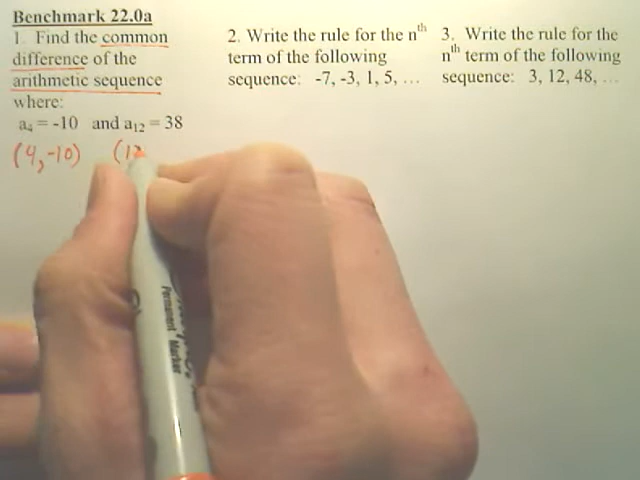 Benchmark 22.0a
1. Find the common
difference of the
arithmetic sequence
where:
a₄ = -10 and a₁₂ = 38
(4,-10) (12
2. Write the rule for the nᵗʰ
term of the following
sequence: -7, -3, 1, 5, …
3. Write the rule for the
nᵗʰ term of the following
sequence: 3, 12, 48, …
Permanent Marker